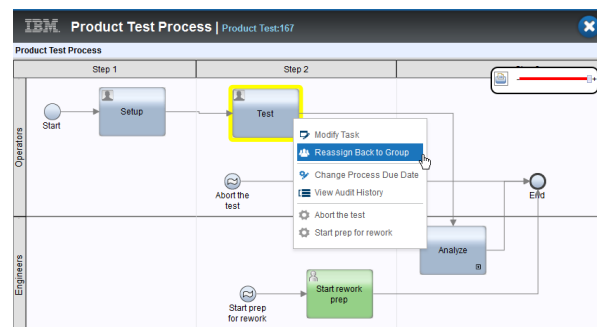 IBM. Product Test Process | Product Test:167
Product Test Process
Step 1
Step 2
Operators
Start
Setup
Test
Modify Task
Reassign Back to Group
Change Process Due Date
View Audit History
Abort the test
Start prep for rework
Abort the
test
End
Engineers
Analyze
Start rework
prep
Start prep
for rework